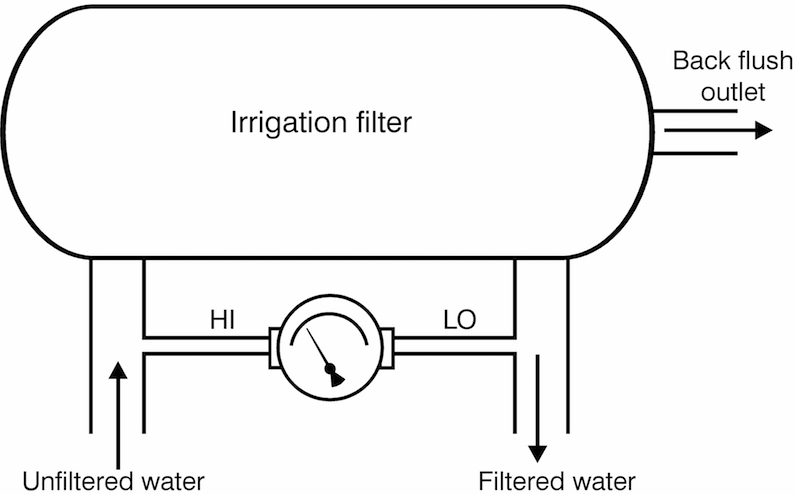 Back flush
outlet
Irrigation filter
HI
LO
Unfiltered water
Filtered water